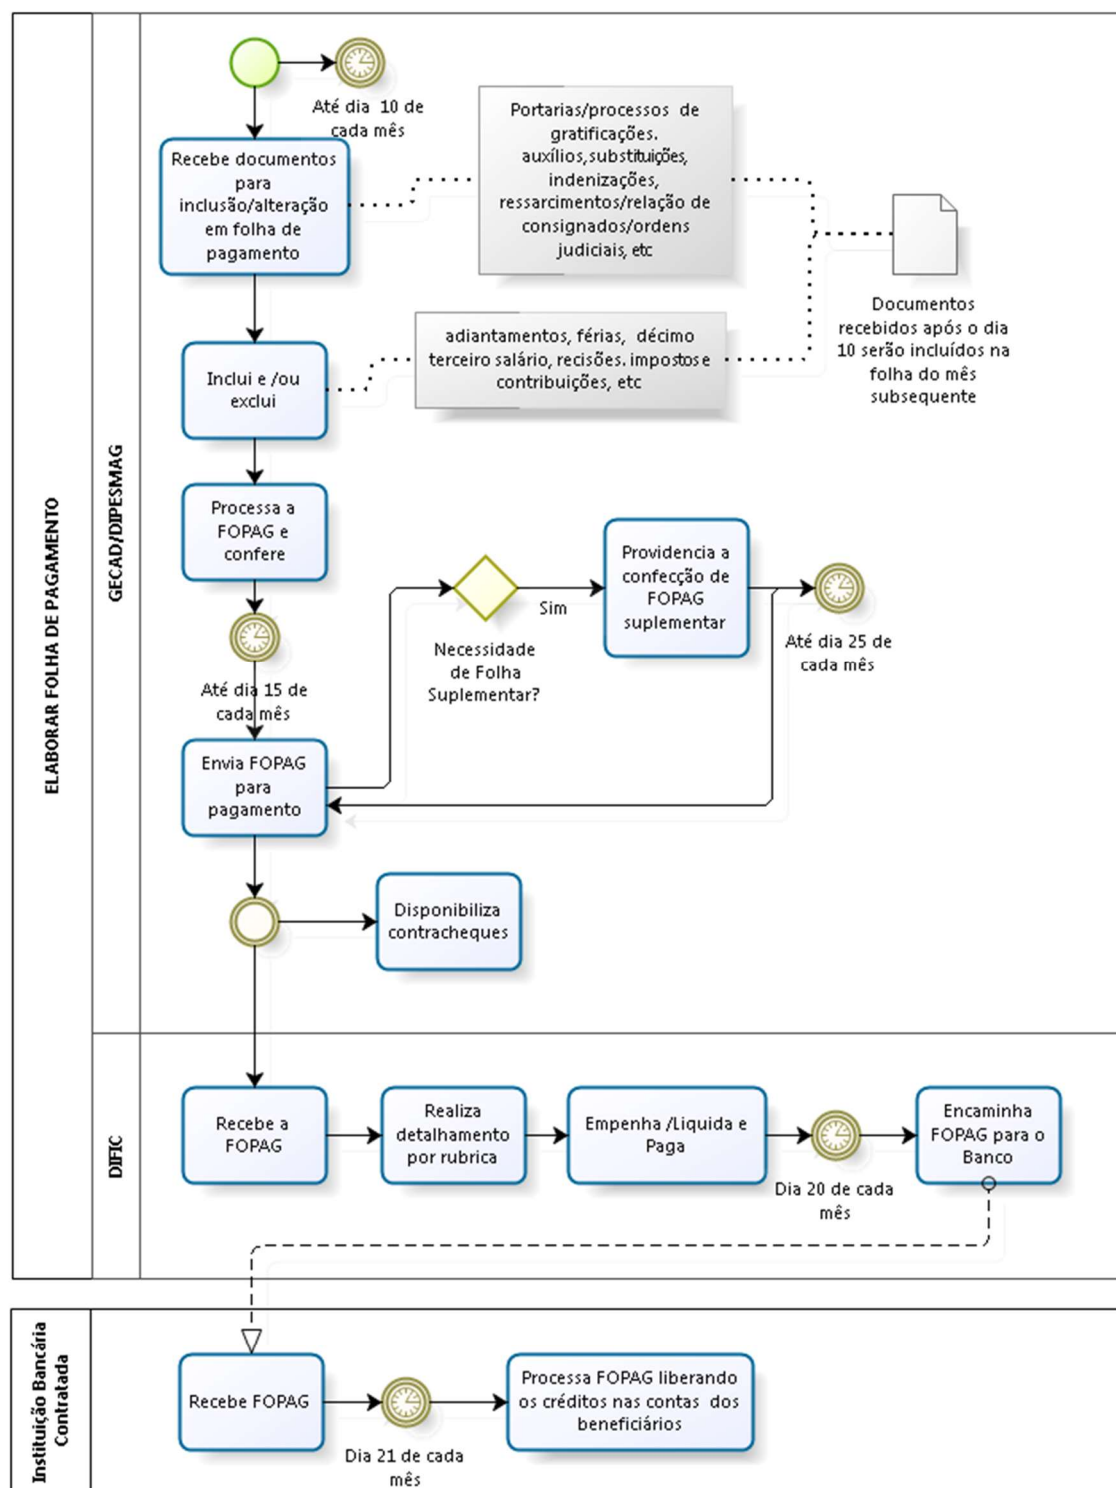 ELABORAR FOLHA DE PAGAMENTO
GECAD/DIPESMAG
Até dia  10 de
cada mês
Recebe documentos
para
inclusão/alteração
em folha de
pagamento
Portarias/processos  de
gratificações.
auxílios,substituições,
indenizações,
ressarcimentos/relação de
consignados/ordens
judiciais, etc
Documentos
recebidos após o dia
10 serão incluídos na
folha do mês
subsequente
adiantamentos, férias,  décimo
terceiro salário, recisões. impostos e
contribuições, etc
Inclui e /ou
exclui
Processa a
FOPAG e
confere
Até dia 15 de
cada mês
Necessidade
de Folha
Suplementar?
Sim
Providencia a
confecção de
FOPAG
suplementar
Até dia 25 de
cada mês
Envia FOPAG
para
pagamento
Disponibiliza
contracheques
DIFIC
Recebe a
FOPAG
Realiza
detalhamento
por rubrica
Empenha /Liquida e
Paga
Dia 20 de cada
mês
Encaminha
FOPAG para o
Banco
Instituição Bancária
Contratada
Recebe FOPAG
Dia 21 de cada
mês
Processa FOPAG liberando
os créditos nas contas  dos
beneficiários